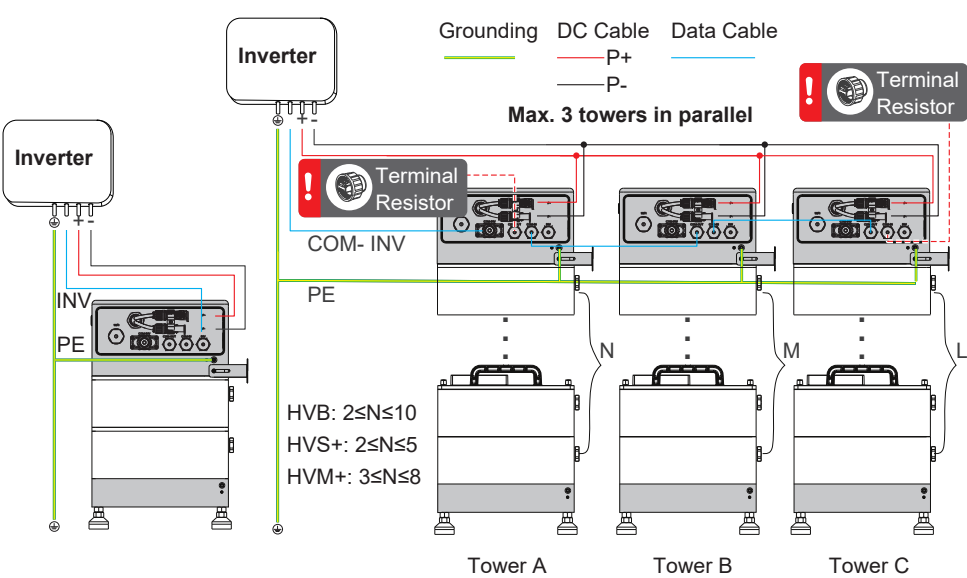 Grounding DC Cable Data Cable
P+
P-
Max. 3 towers in parallel
Inverter
+ -
! Terminal
Resistor
! Terminal
Resistor
COM- INV
PE
Inverter
+ -
INV
PE
N
M
L
HVB: 2≤N≤10
HVS+: 2≤N≤5
HVM+: 3≤N≤8
Tower A
Tower B
Tower C